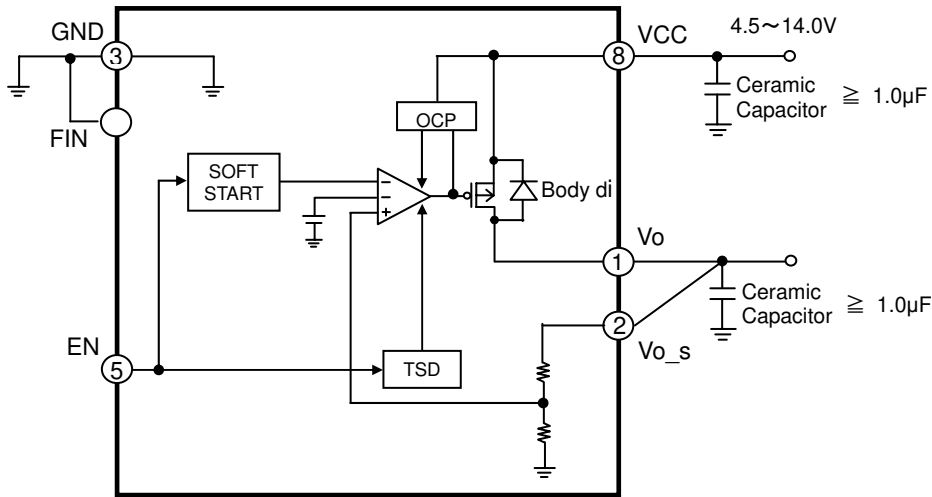 GND
3
FIN
VCC
8
4.5～14.0V
Ceramic
Capacitor ≧ 1.0µF
OCP
SOFT
START
−
−
+
Body di
Vo
1
Ceramic
Capacitor ≧ 1.0µF
2
Vo_s
EN
5
TSD